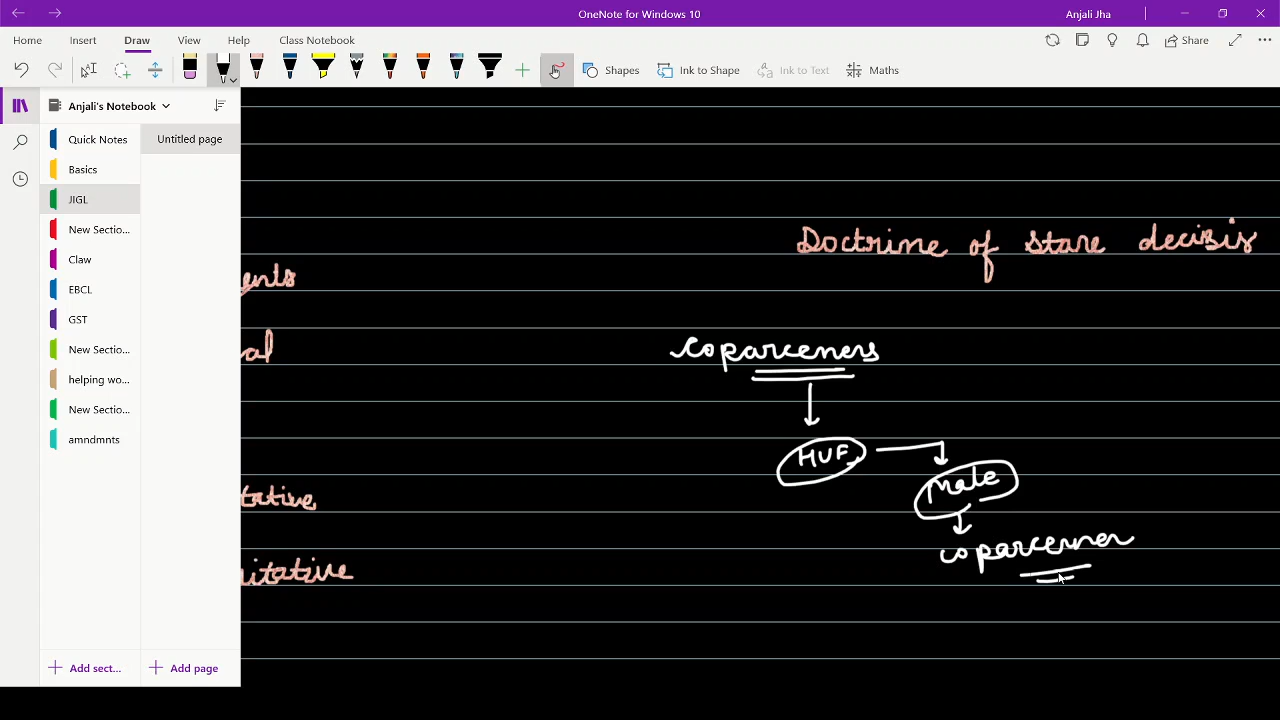 OneNote for Windows 10
Anjali Jha
Home Insert Draw View Help Class Notebook
Share
Shapes Ink to Shape Ink to Text Maths
Anjali's Notebook
Quick Notes
Basics
JIGL
New Sectio...
Claw
EBCL
GST
New Sectio...
helping wo...
New Sectio...
amndmnts
Add sect...
Untitled page
Add page
Doctrine of stare decisis
ents
al
tative
itative
Coparceners
HUF
Male
coparcerner